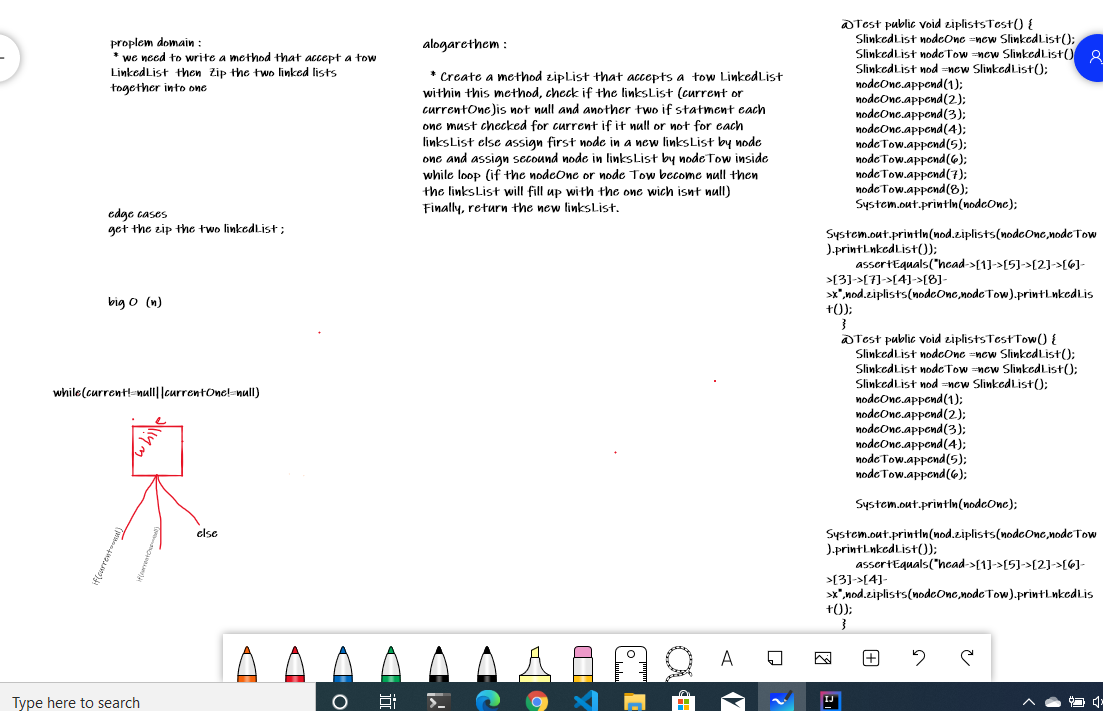 proplem domain :
* we need to write a method that accept a tow
LinkedList then Zip the two linked lists
together into one
edge cases
get the zip the two linkedList ;
big O (n)
while(current!=null||currentOne!=null)
while
if(current==null)
if(currentOne==null)
else
alogarethem :
* Create a method zipList that accepts a tow LinkedList
within this method, check if the linksList (current or
currentOne)is not null and another two if statment each
one must checked for current if it null or not for each
linksList else assign first node in a new linksList by node
one and assign secound node in linksList by nodeTow inside
while loop (if the nodeOne or node Tow become null then
the linksList will fill up with the one wich isnt null)
Finally, return the new linksList.
@Test public void ziplistsTest() {
SlinkedList nodeOne =new SlinkedList();
SlinkedList nodeTow =new SlinkedList()
SlinkedList nod =new SlinkedList();
nodeOne.append(1);
nodeOne.append(2);
nodeOne.append(3);
nodeOne.append(4);
nodeTow.append(5);
nodeTow.append(6);
nodeTow.append(7);
nodeTow.append(8);
System.out.println(nodeOne);
System.out.println(nod.ziplists(nodeOne,nodeTow
).printLnkedList());
assertEquals("head->[1]->[5]->[2]->[6]-
>[3]->[7]->[4]->[8]-
>x",nod.ziplists(nodeOne,nodeTow).printLnkedLis
t());
}
@Test public void ziplistsTestTow() {
SlinkedList nodeOne =new SlinkedList();
SlinkedList nodeTow =new SlinkedList();
SlinkedList nod =new SlinkedList();
nodeOne.append(1);
nodeOne.append(2);
nodeOne.append(3);
nodeOne.append(4);
nodeTow.append(5);
nodeTow.append(6);
System.out.println(nodeOne);
System.out.println(nod.ziplists(nodeOne,nodeTow
).printLnkedList());
assertEquals("head->[1]->[5]->[2]->[6]-
>[3]->[4]-
>x",nod.ziplists(nodeOne,nodeTow).printLnkedLis
t());
}
A
Type here to search
IJ